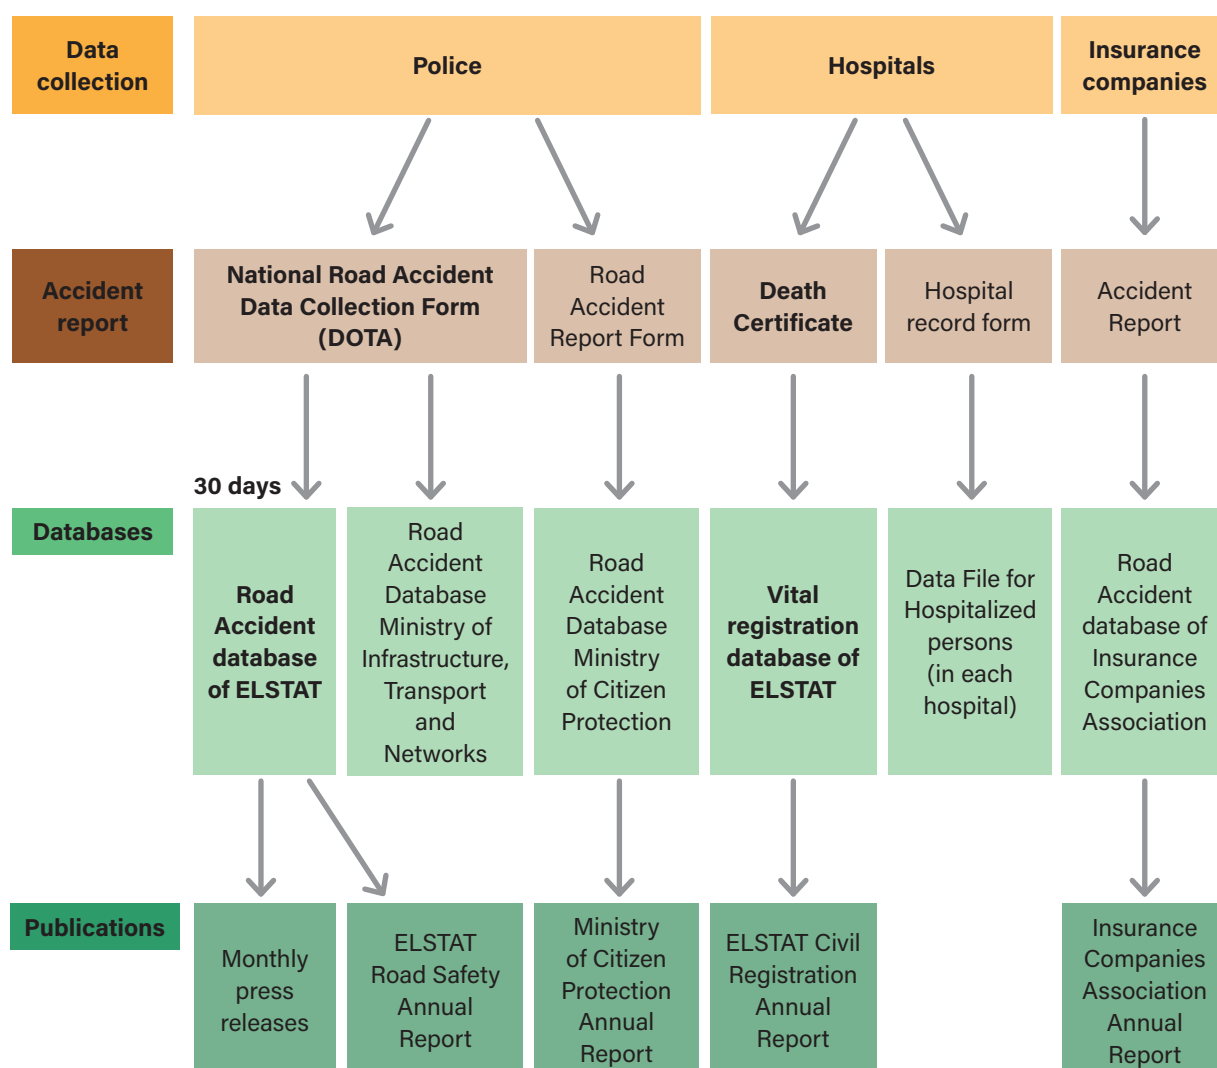 Data
collection
Police
Hospitals
Insurance
companies
Accident
report
National Road Accident
Data Collection Form
(DOTA)
Road
Accident
Report Form
Death
Certificate
Hospital
record form
Accident
Report
30 days
Databases
Road
Accident
database
of ELSTAT
Road
Accident
Database
Ministry of
Infrastructure,
Transport
and
Networks
Road
Accident
Database
Ministry
of Citizen
Protection
Vital
registration
database of
ELSTAT
Data File for
Hospitalized
persons
(in each
hospital)
Road
Accident
database of
Insurance
Companies
Association
Publications
Monthly
press
releases
ELSTAT
Road Safety
Annual
Report
Ministry
of Citizen
Protection
Annual
Report
ELSTAT Civil
Registration
Annual
Report
Insurance
Companies
Association
Annual
Report